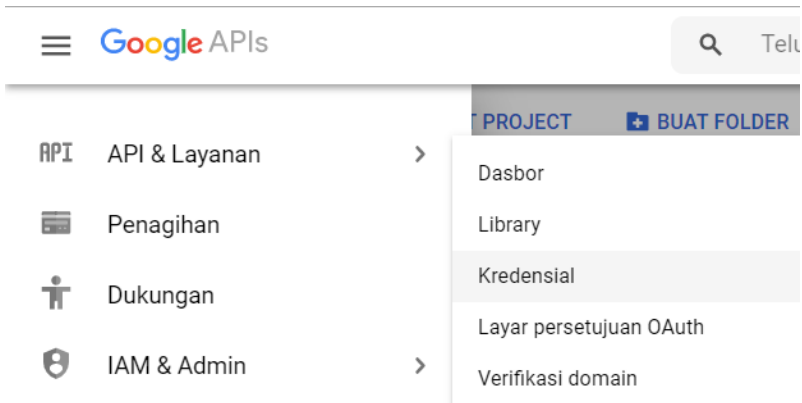 Google APIs
Telu
T PROJECT
BUAT FOLDER
API API & Layanan
Dasbor
Penagihan
Library
Kredensial
Dukungan
Layar persetujuan OAuth
IAM & Admin
Verifikasi domain